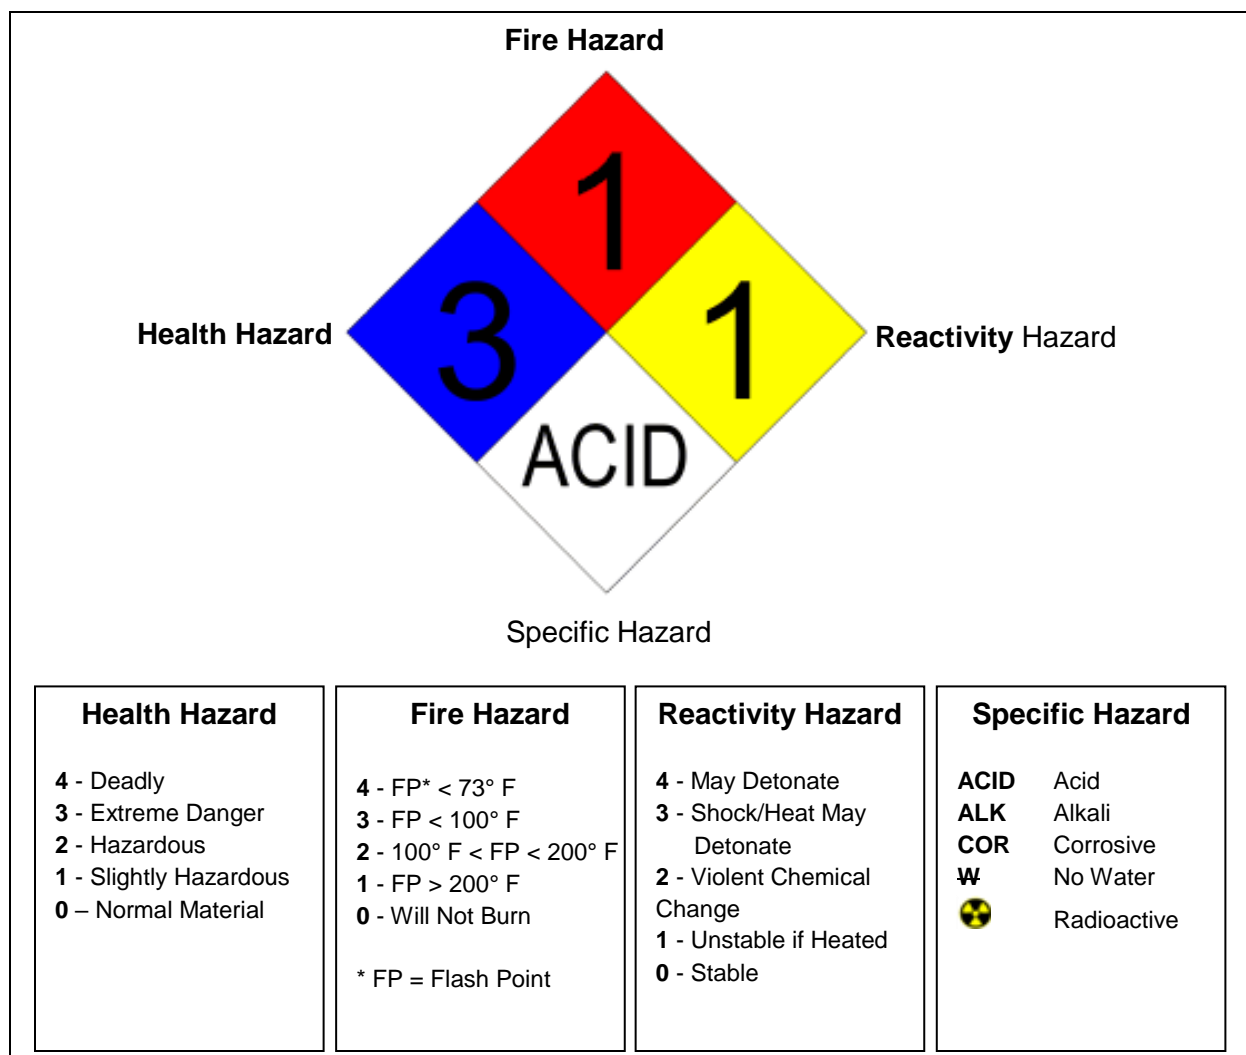 Fire Hazard
1
3
1
Health Hazard
Reactivity Hazard
ACID
Specific Hazard
Health Hazard
4 - Deadly
3 - Extreme Danger
2 - Hazardous
1 - Slightly Hazardous
0 – Normal Material
Fire Hazard
4 - FP* < 73° F
3 - FP < 100° F
2 - 100° F < FP < 200° F
1 - FP > 200° F
0 - Will Not Burn
* FP = Flash Point
Reactivity Hazard
4 - May Detonate
3 - Shock/Heat May
Detonate
2 - Violent Chemical
Change
1 - Unstable if Heated
0 - Stable
Specific Hazard
ACID Acid
ALK Alkali
COR Corrosive
W No Water
Radioactive